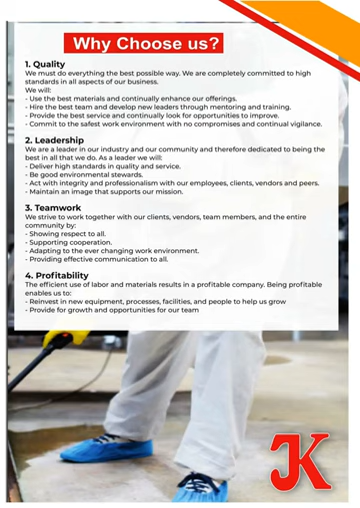 Why Choose us?
1. Quality
We must do everything the best possible way. We are completely committed to high
standards in all aspects of our business.
We will:
- Use the best materials and continually enhance our offerings.
- Hire the best team and develop new leaders through mentoring and training.
- Provide the best service and continually look for opportunities to improve.
- Commit to the safest work environment with no compromises and continual vigilance.
2. Leadership
We are a leader in our industry and our community and therefore dedicated to being the
best in all that we do. As a leader we will:
- Deliver high standards in quality and service.
- Be good environmental stewards.
- Act with integrity and professionalism with our employees, clients, vendors and peers.
- Maintain an image that supports our mission.
3. Teamwork
We strive to work together with our clients, vendors, team members, and the entire
community by:
- Showing respect to all.
- Supporting cooperation.
- Adapting to the ever changing work environment.
- Providing effective communication to all.
4. Profitability
The efficient use of labor and materials results in a profitable company. Being profitable
enables us to:
- Reinvest in new equipment, processes, facilities, and people to help us grow
- Provide for growth and opportunities for our team
JK